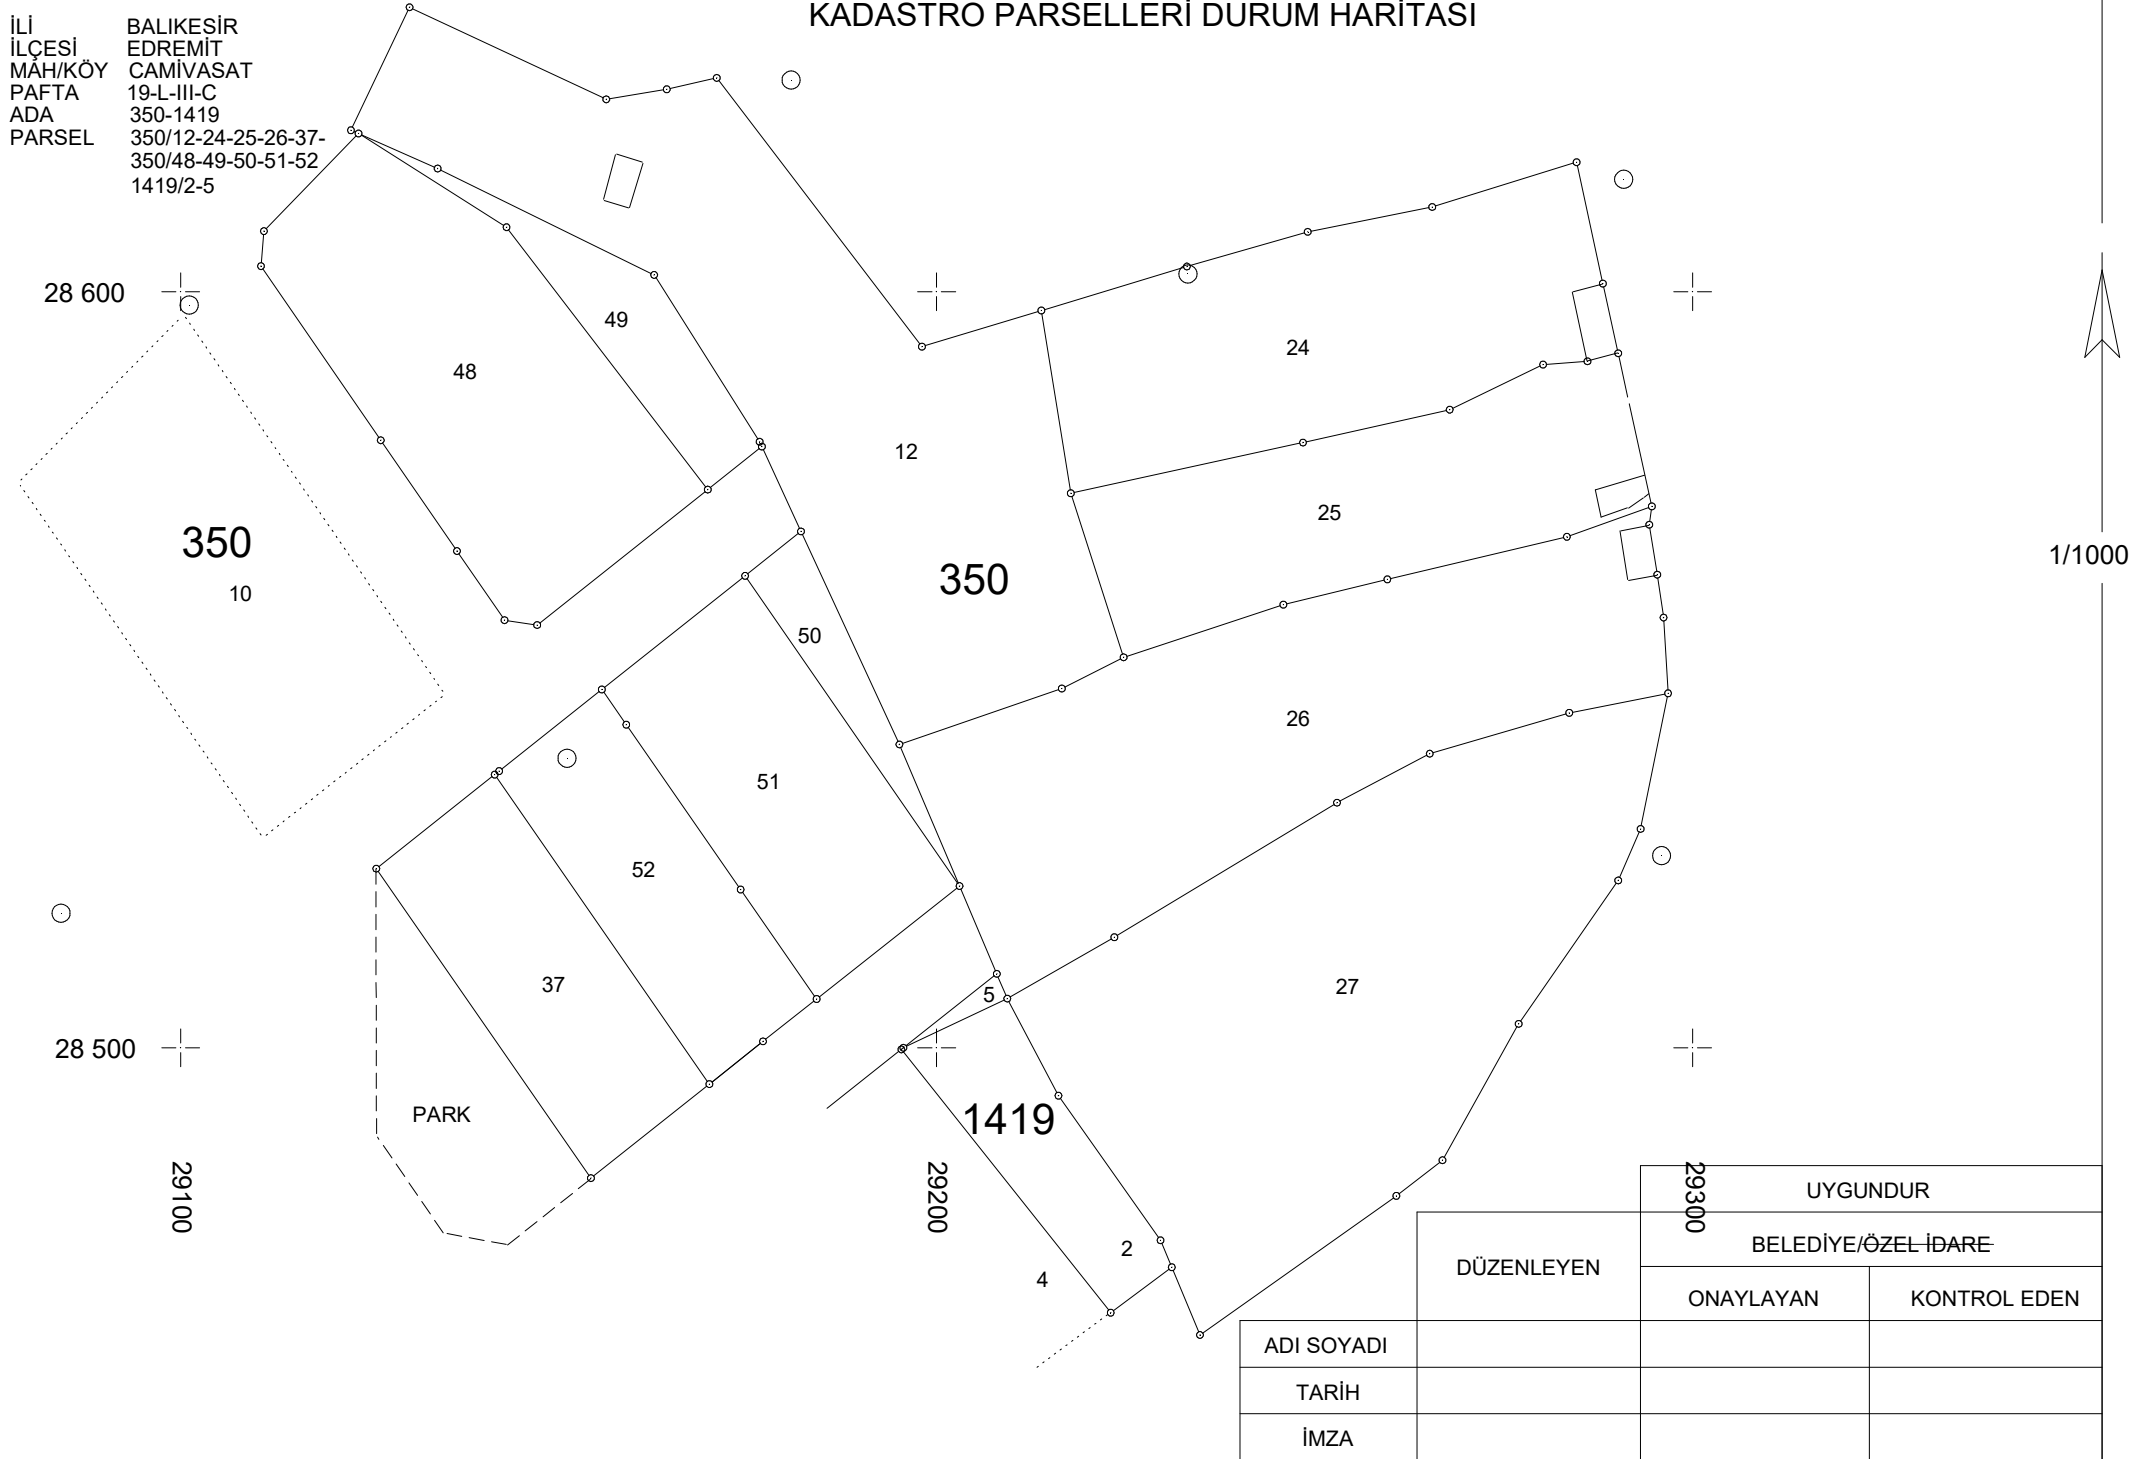 KADASTRO PARSELLERİ DURUM HARİTASI
İLİ BALIKESİR
İLÇESİ EDREMİT
MAH/KÖY CAMİVASAT
PAFTA 19-L-III-C
ADA 350-1419
PARSEL 350/12-24-25-26-37-
350/48-49-50-51-52
1419/2-5
28 600
49
48
24
12
25
350
10
350
1/1000
50
26
51
52
37
5
27
28 500
PARK
1419
29100
29200
29300
2
4
UYGUNDUR
DÜZENLEYEN
BELEDİYE/ÖZEL İDARE
ONAYLAYAN
KONTROL EDEN
ADI SOYADI
TARİH
İMZA